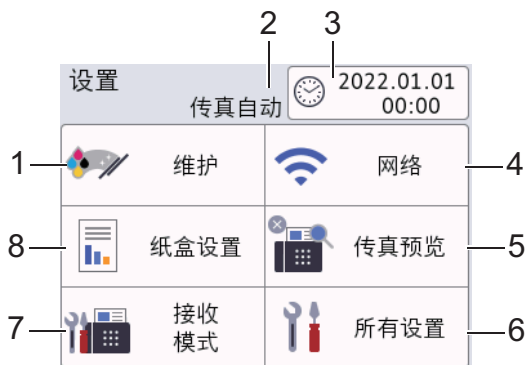 2 3
设置
2022.01.01
传真自动
00:00
1 维护 网络 4
8 纸盒设置 传真预览 5
接收
7 所有设置 6
模式